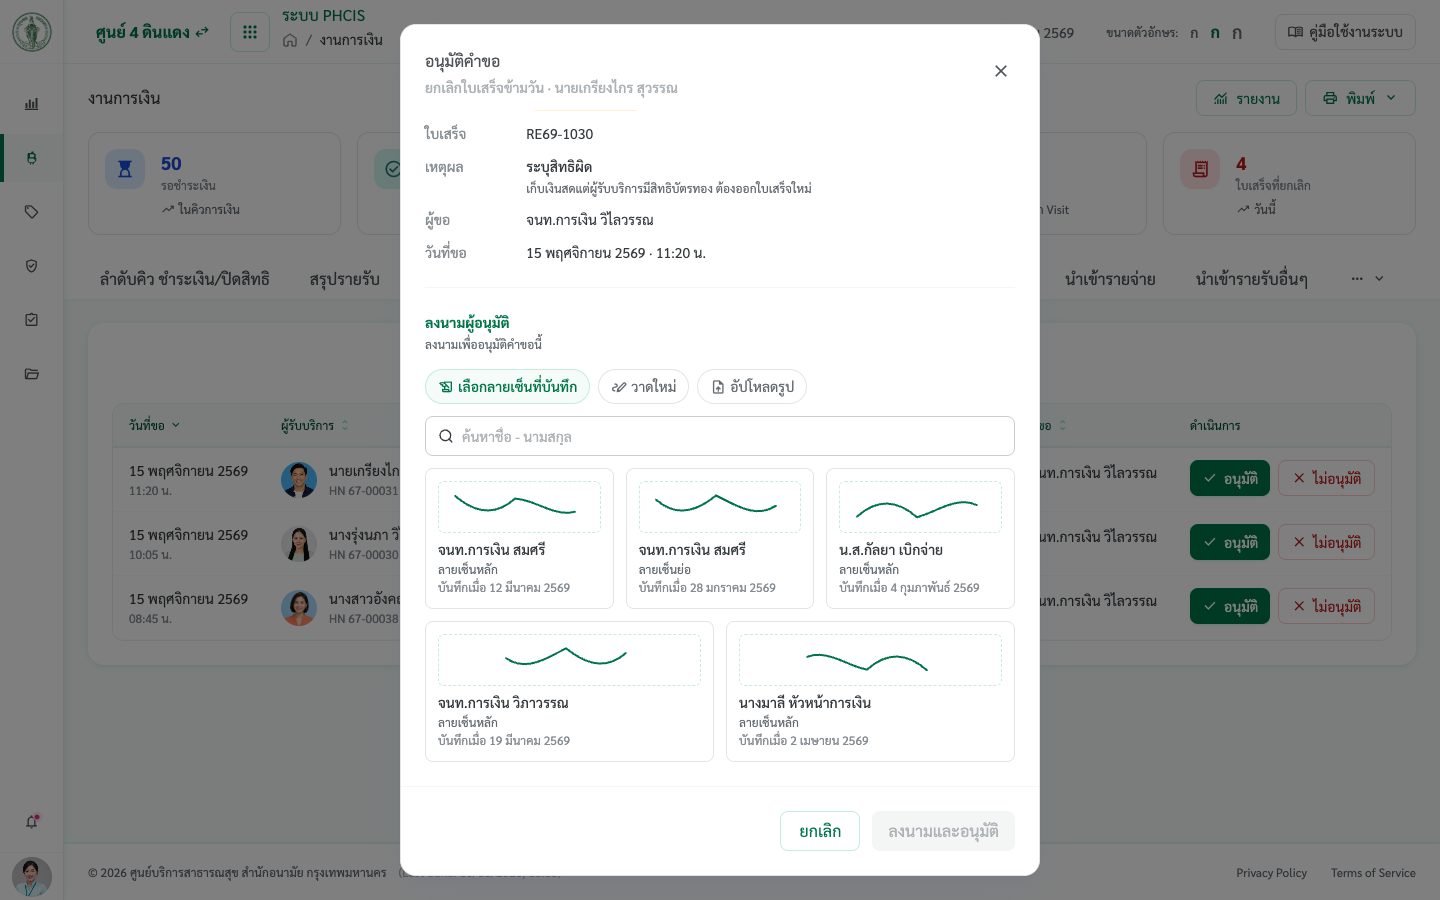 ศูนย์ 4 ดินแดง
ระบบ PHCIS
/ งานการเงิน
2569
ขนาดตัวอักษร: ก ก ก
คู่มือใช้งานระบบ
งานการเงิน
รายงาน
พิมพ์
50
รอชำระเงิน
ในคิวการเงิน
Visit
4
ใบเสร็จที่ยกเลิก
วันนี้
ลำดับคิว ชำระเงิน/ปิดสิทธิ
สรุปรายรับ
นำเข้ารายจ่าย
นำเข้ารายรับอื่นๆ
วันที่ขอ
ผู้รับบริการ
ดำเนินการ
15 พฤศจิกายน 2569
11:20 น.
นายเกรียงไก
HN 67-00031
นท.การเงิน วิไลวรรณ
อนุมัติ
ไม่อนุมัติ
15 พฤศจิกายน 2569
10:05 น.
นางรุ่งนภา วิ
HN 67-00030
นท.การเงิน วิไลวรรณ
อนุมัติ
ไม่อนุมัติ
15 พฤศจิกายน 2569
08:45 น.
นางสาวอังค
HN 67-00038
นท.การเงิน วิไลวรรณ
อนุมัติ
ไม่อนุมัติ
อนุมัติคำขอ
ยกเลิกใบเสร็จข้ามวัน · นายเกรียงไกร สุวรรณ
ใบเสร็จ RE69-1030
เหตุผล ระบุสิทธิผิด
เก็บเงินสดแต่ผู้รับบริการมีสิทธิบัตรทอง ต้องออกใบเสร็จใหม่
ผู้ขอ จนท.การเงิน วิไลวรรณ
วันที่ขอ 15 พฤศจิกายน 2569 · 11:20 น.
ลงนามผู้อนุมัติ
ลงนามเพื่ออนุมัติคำขอนี้
เลือกลายเซ็นที่บันทึก
วาดใหม่
อัปโหลดรูป
ค้นหาชื่อ - นามสกุล
จนท.การเงิน สมศรี
ลายเซ็นหลัก
บันทึกเมื่อ 12 มีนาคม 2569
จนท.การเงิน สมศรี
ลายเซ็นย่อ
บันทึกเมื่อ 28 มกราคม 2569
น.ส.กัลยา เบิกจ่าย
ลายเซ็นหลัก
บันทึกเมื่อ 4 กุมภาพันธ์ 2569
จนท.การเงิน วิภาวรรณ
ลายเซ็นหลัก
บันทึกเมื่อ 19 มีนาคม 2569
นางมาลี หัวหน้าการเงิน
ลายเซ็นหลัก
บันทึกเมื่อ 2 เมษายน 2569
ยกเลิก
ลงนามและอนุมัติ
© 2026 ศูนย์บริการสาธารณสุข สำนักอนามัย กรุงเทพมหานคร
Privacy Policy
Terms of Service